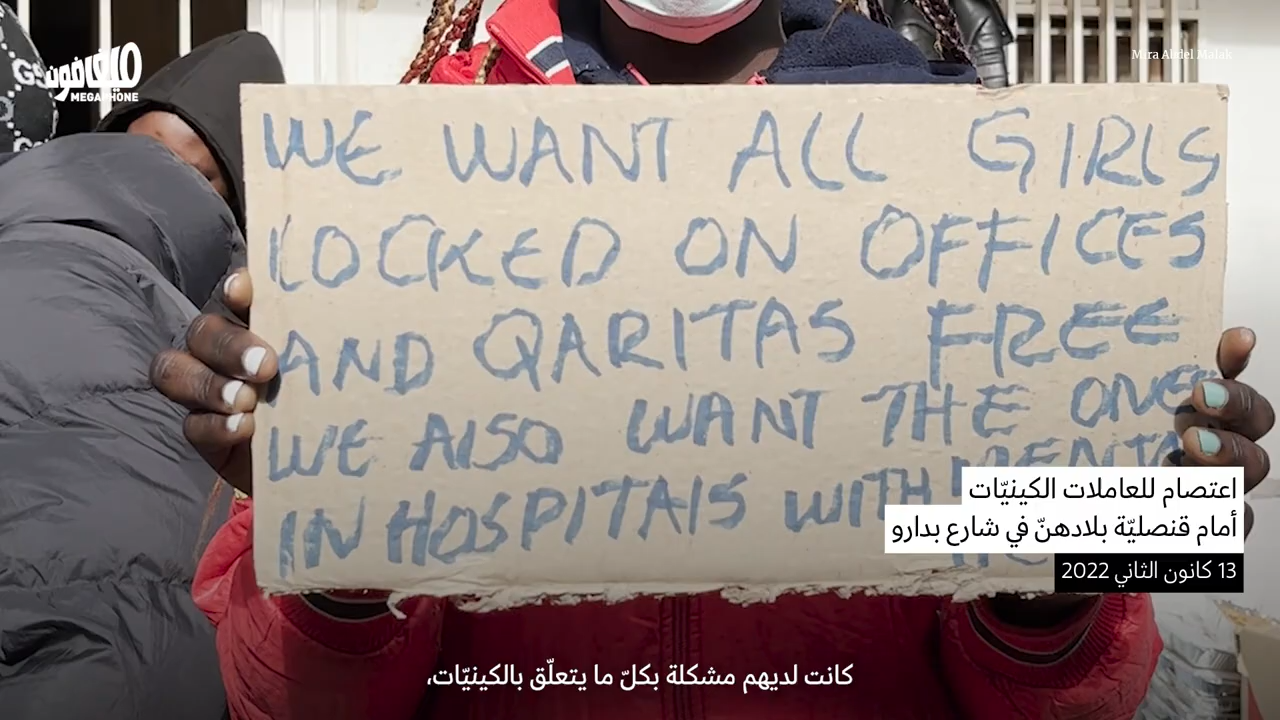 ميغافون
MEGAPHONE
Mira Abdel Malak
WE WANT ALL GIRLS
LOCKED ON OFFICES
AND QARITAS FREE
WE ALSO WANT THE ONES
IN HOSPITALS WITH
اعتصام للعاملات الكينيّات
أمام قنصليّة بلادهنّ في شارع بدارو
13 كانون الثاني 2022
كانت لديهم مشكلة بكلّ ما يتعلّق بالكينيّات،